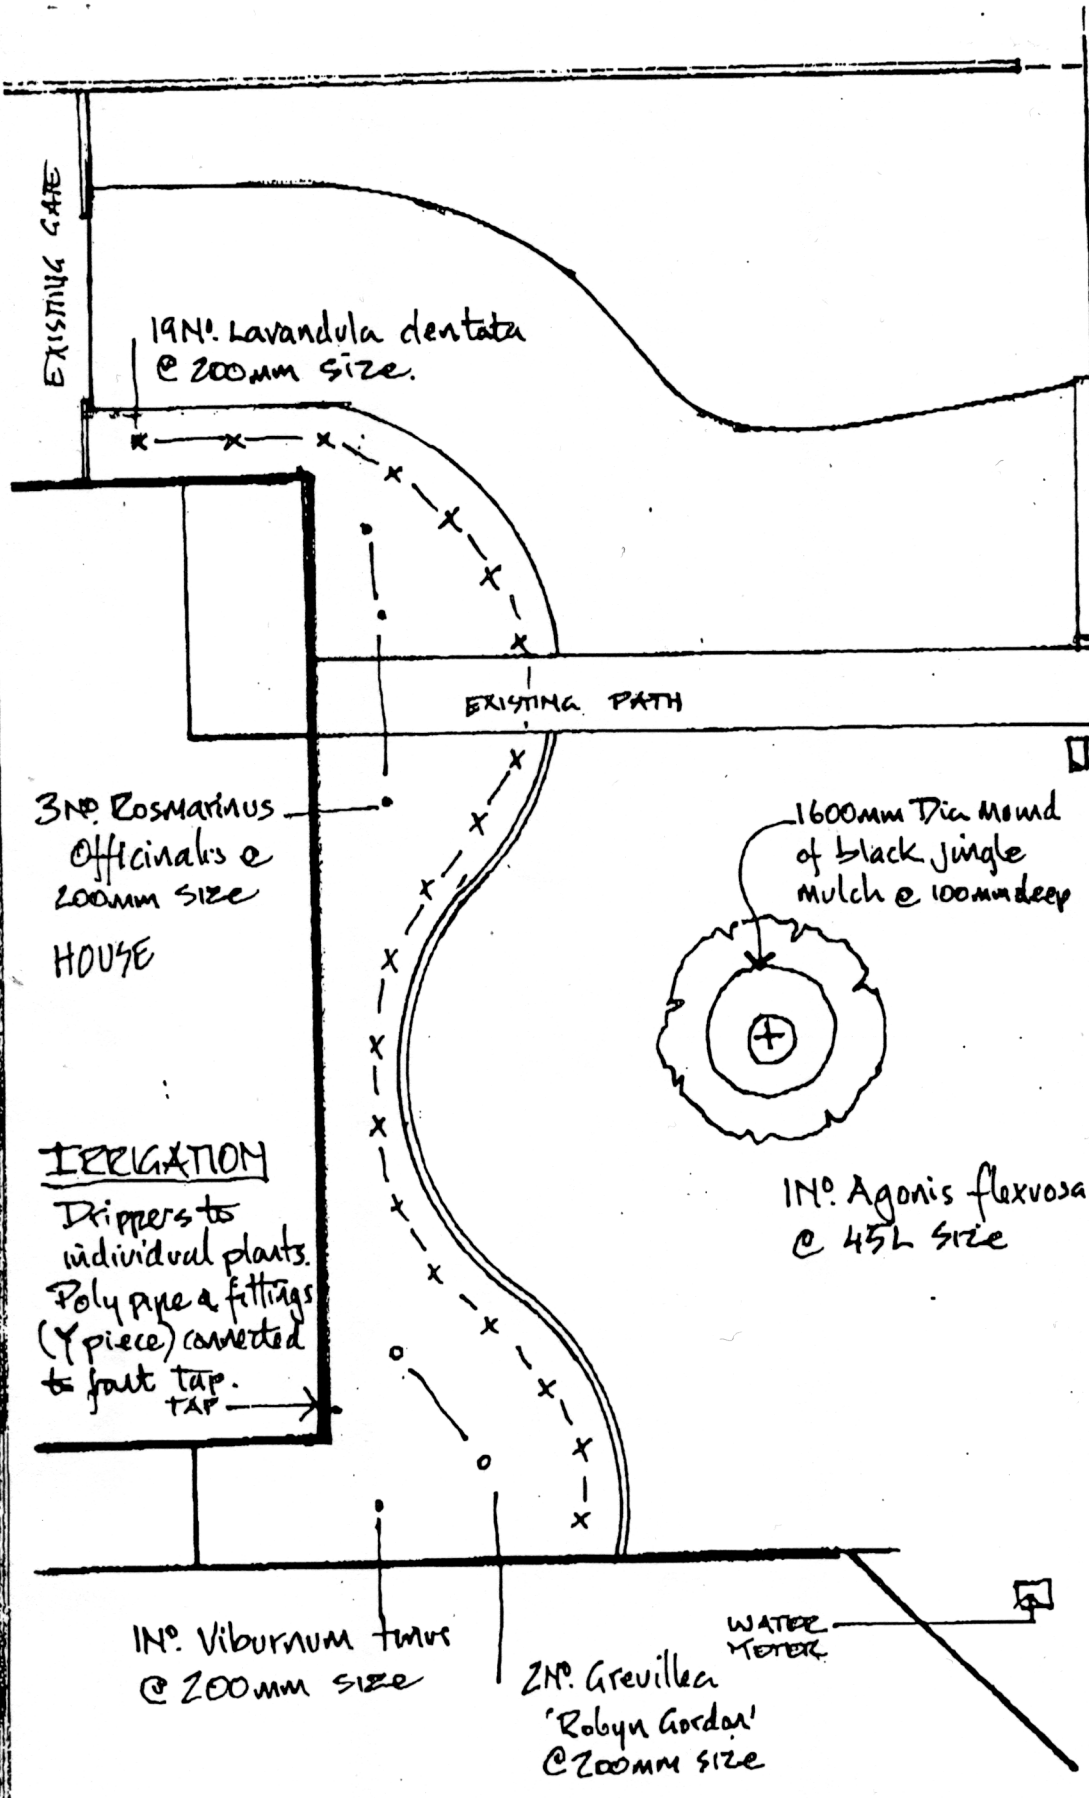 EXISTING GATE
19Nº. Lavandula dentata
@ 200mm size.
EXISTING PATH
3Nº. Rosmarinus
Officinalis @
200mm size
HOUSE
1600mm Dia Mound
of black jingle
mulch @ 100mm deep
1Nº. Agonis flexuosa
@ 45L size
IRRIGATION
Drippers to
individual plants.
Poly pipe & fittings
(Y piece) connected
to front tap.
TAP
1Nº. Viburnum tinus
@ 200mm size
2Nº. Grevillea
'Robyn Gordon'
@ 200mm size
WATER
METER